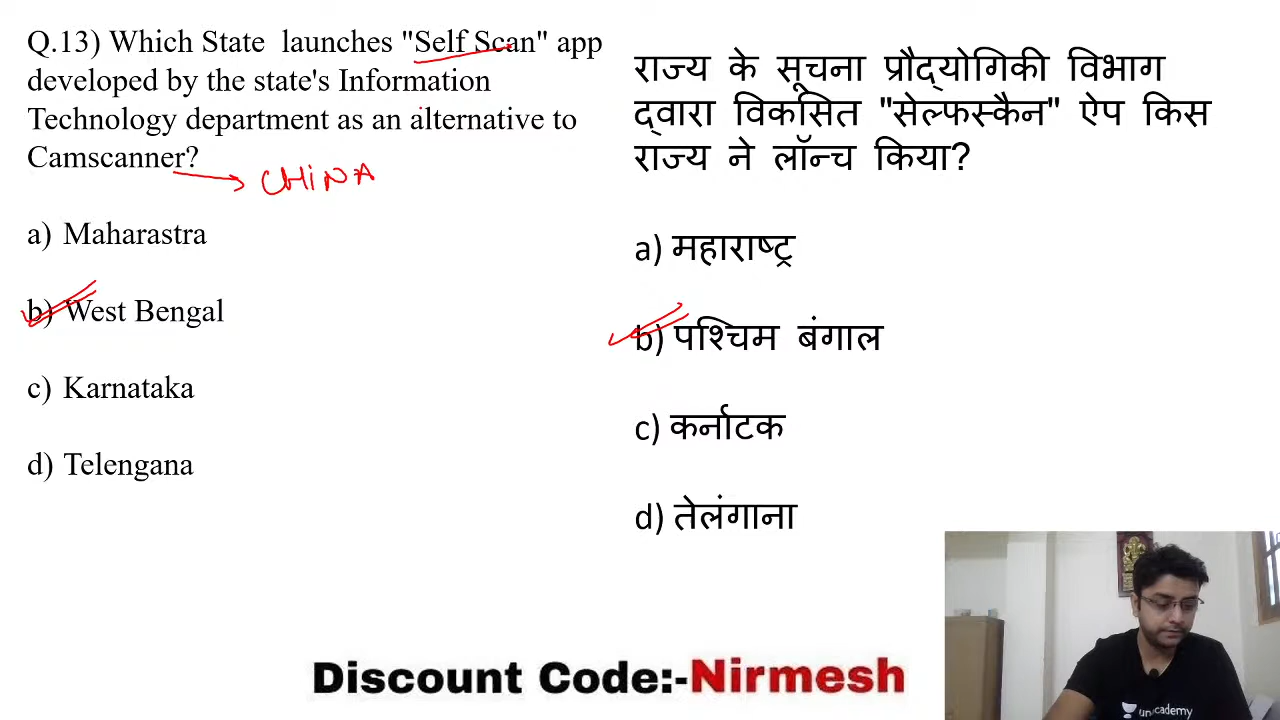 Q.13) Which State launches "Self Scan" app
developed by the state's Information
Technology department as an alternative to
Camscanner?
CHINA
a) Maharastra
b) West Bengal
c) Karnataka
d) Telengana
राज्य के सूचना प्रौद्योगिकी विभाग
द्वारा विकसित "सेल्फस्कैन" ऐप किस
राज्य ने लॉन्च किया?
a) महाराष्ट्र
b) पश्चिम बंगाल
c) कर्नाटक
d) तेलंगाना
unacademy
Discount Code:-Nirmesh